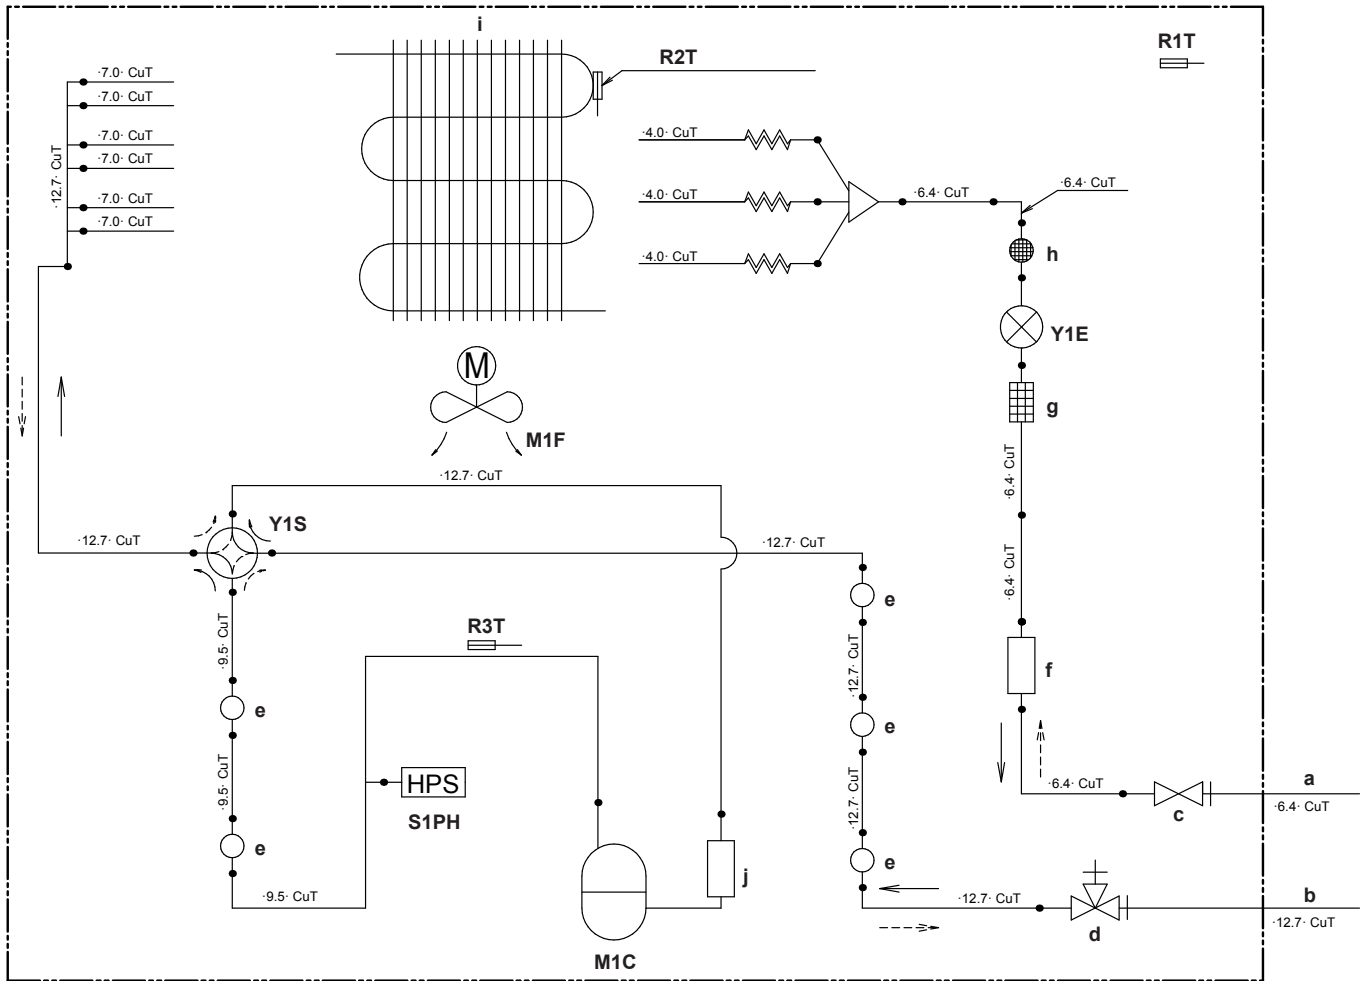 i
R1T
R2T
·7.0· CuT
·7.0· CuT
·7.0· CuT
·7.0· CuT
·7.0· CuT
·7.0· CuT
·12.7· CuT
·4.0· CuT
·4.0· CuT
·4.0· CuT
·6.4· CuT
·6.4· CuT
h
Y1E
g
M
M1F
·6.4· CuT
·12.7· CuT
Y1S
·12.7· CuT
·12.7· CuT
·6.4· CuT
e
R3T
·9.5· CuT
·12.7· CuT
f
e
e
·9.5· CuT
HPS
S1PH
·12.7· CuT
·6.4· CuT
a
·6.4· CuT
c
e
j
e
·9.5· CuT
·12.7· CuT
b
·12.7· CuT
d
M1C